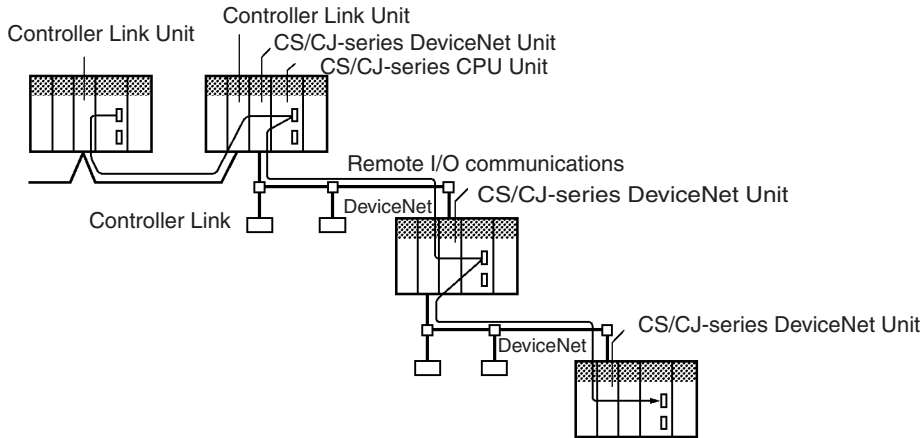 Controller Link Unit
Controller Link Unit
CS/CJ-series DeviceNet Unit
CS/CJ-series CPU Unit
Remote I/O communications
CS/CJ-series DeviceNet Unit
DeviceNet
Controller Link
CS/CJ-series DeviceNet Unit
DeviceNet